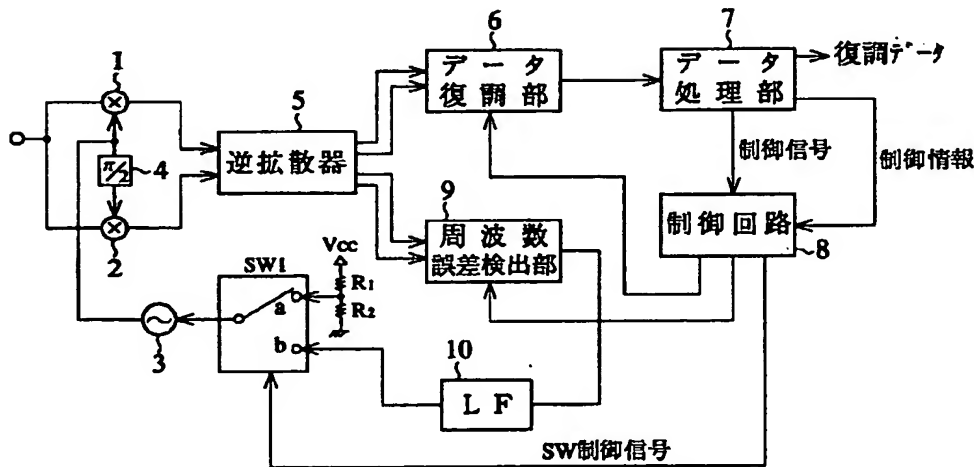 1
2
3
π/2
4
5
逆拡散器
6
データ
復調部
7
データ
処理部
復調データ
制御信号
制御情報
制御回路
8
9
周波数
誤差検出部
Vcc
R1
R2
SW1
a
b
10
LF
SW制御信号